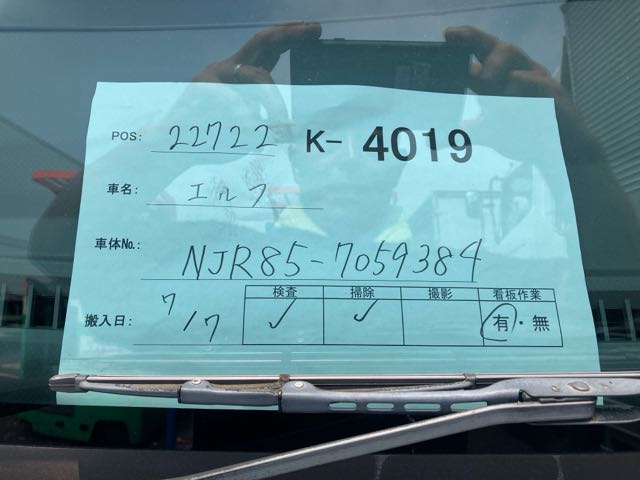 POS: 22722 K- 4019
車名: エルフ
車体No.: NJR85-7059384
搬入日: 7/7
検査 掃除 撮影 看板作業
✓ ✓ 有・無